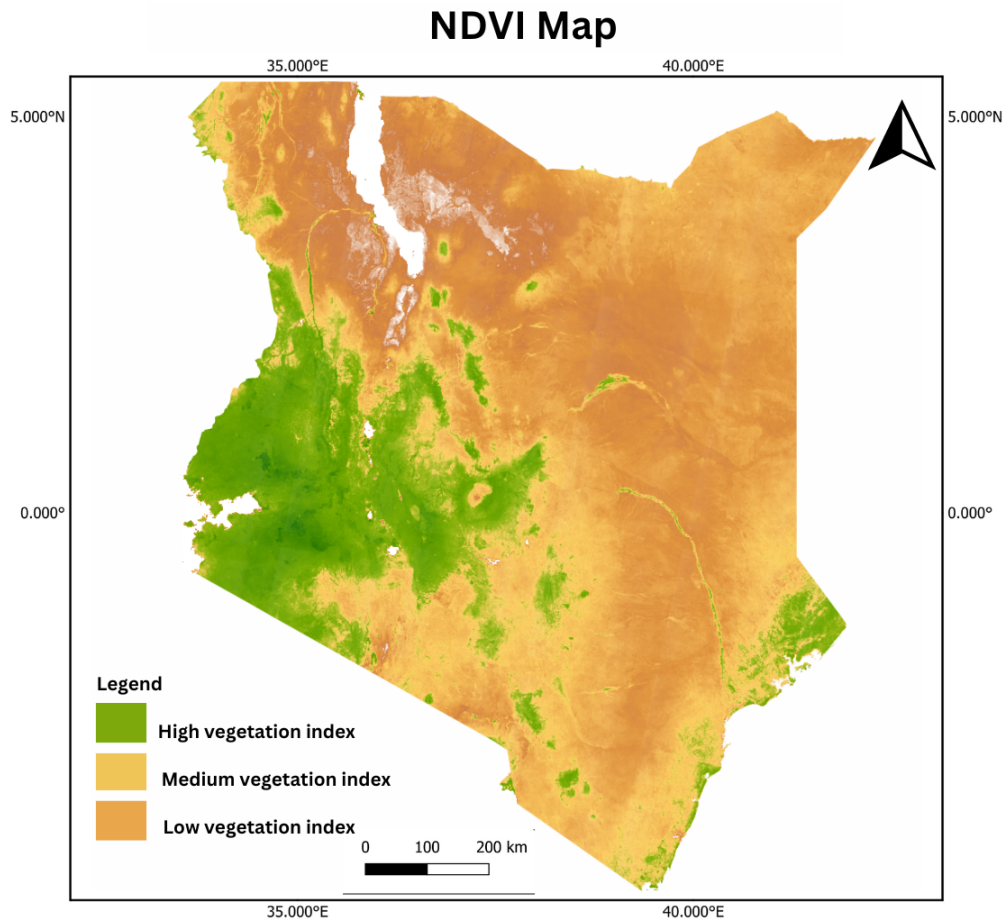 NDVI Map
35.000°E 40.000°E
5.000°N 5.000°N
0.000° 0.000°
Legend
High vegetation index
Medium vegetation index
Low vegetation index
0 100 200 km
35.000°E 40.000°E